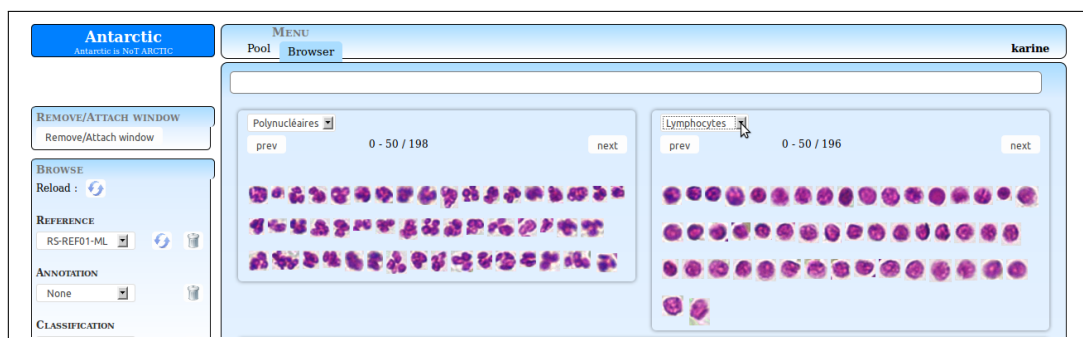 Antarctic
Antarctic is NoT ARCTIC
MENU
Pool Browser
karine
REMOVE/ATTACH WINDOW
Remove/Attach window
BROWSE
Reload :
REFERENCE
RS-REF01-ML
ANNOTATION
None
CLASSIFICATION
Polynucléaires
prev 0 - 50 / 198 next
Lymphocytes
prev 0 - 50 / 196 next